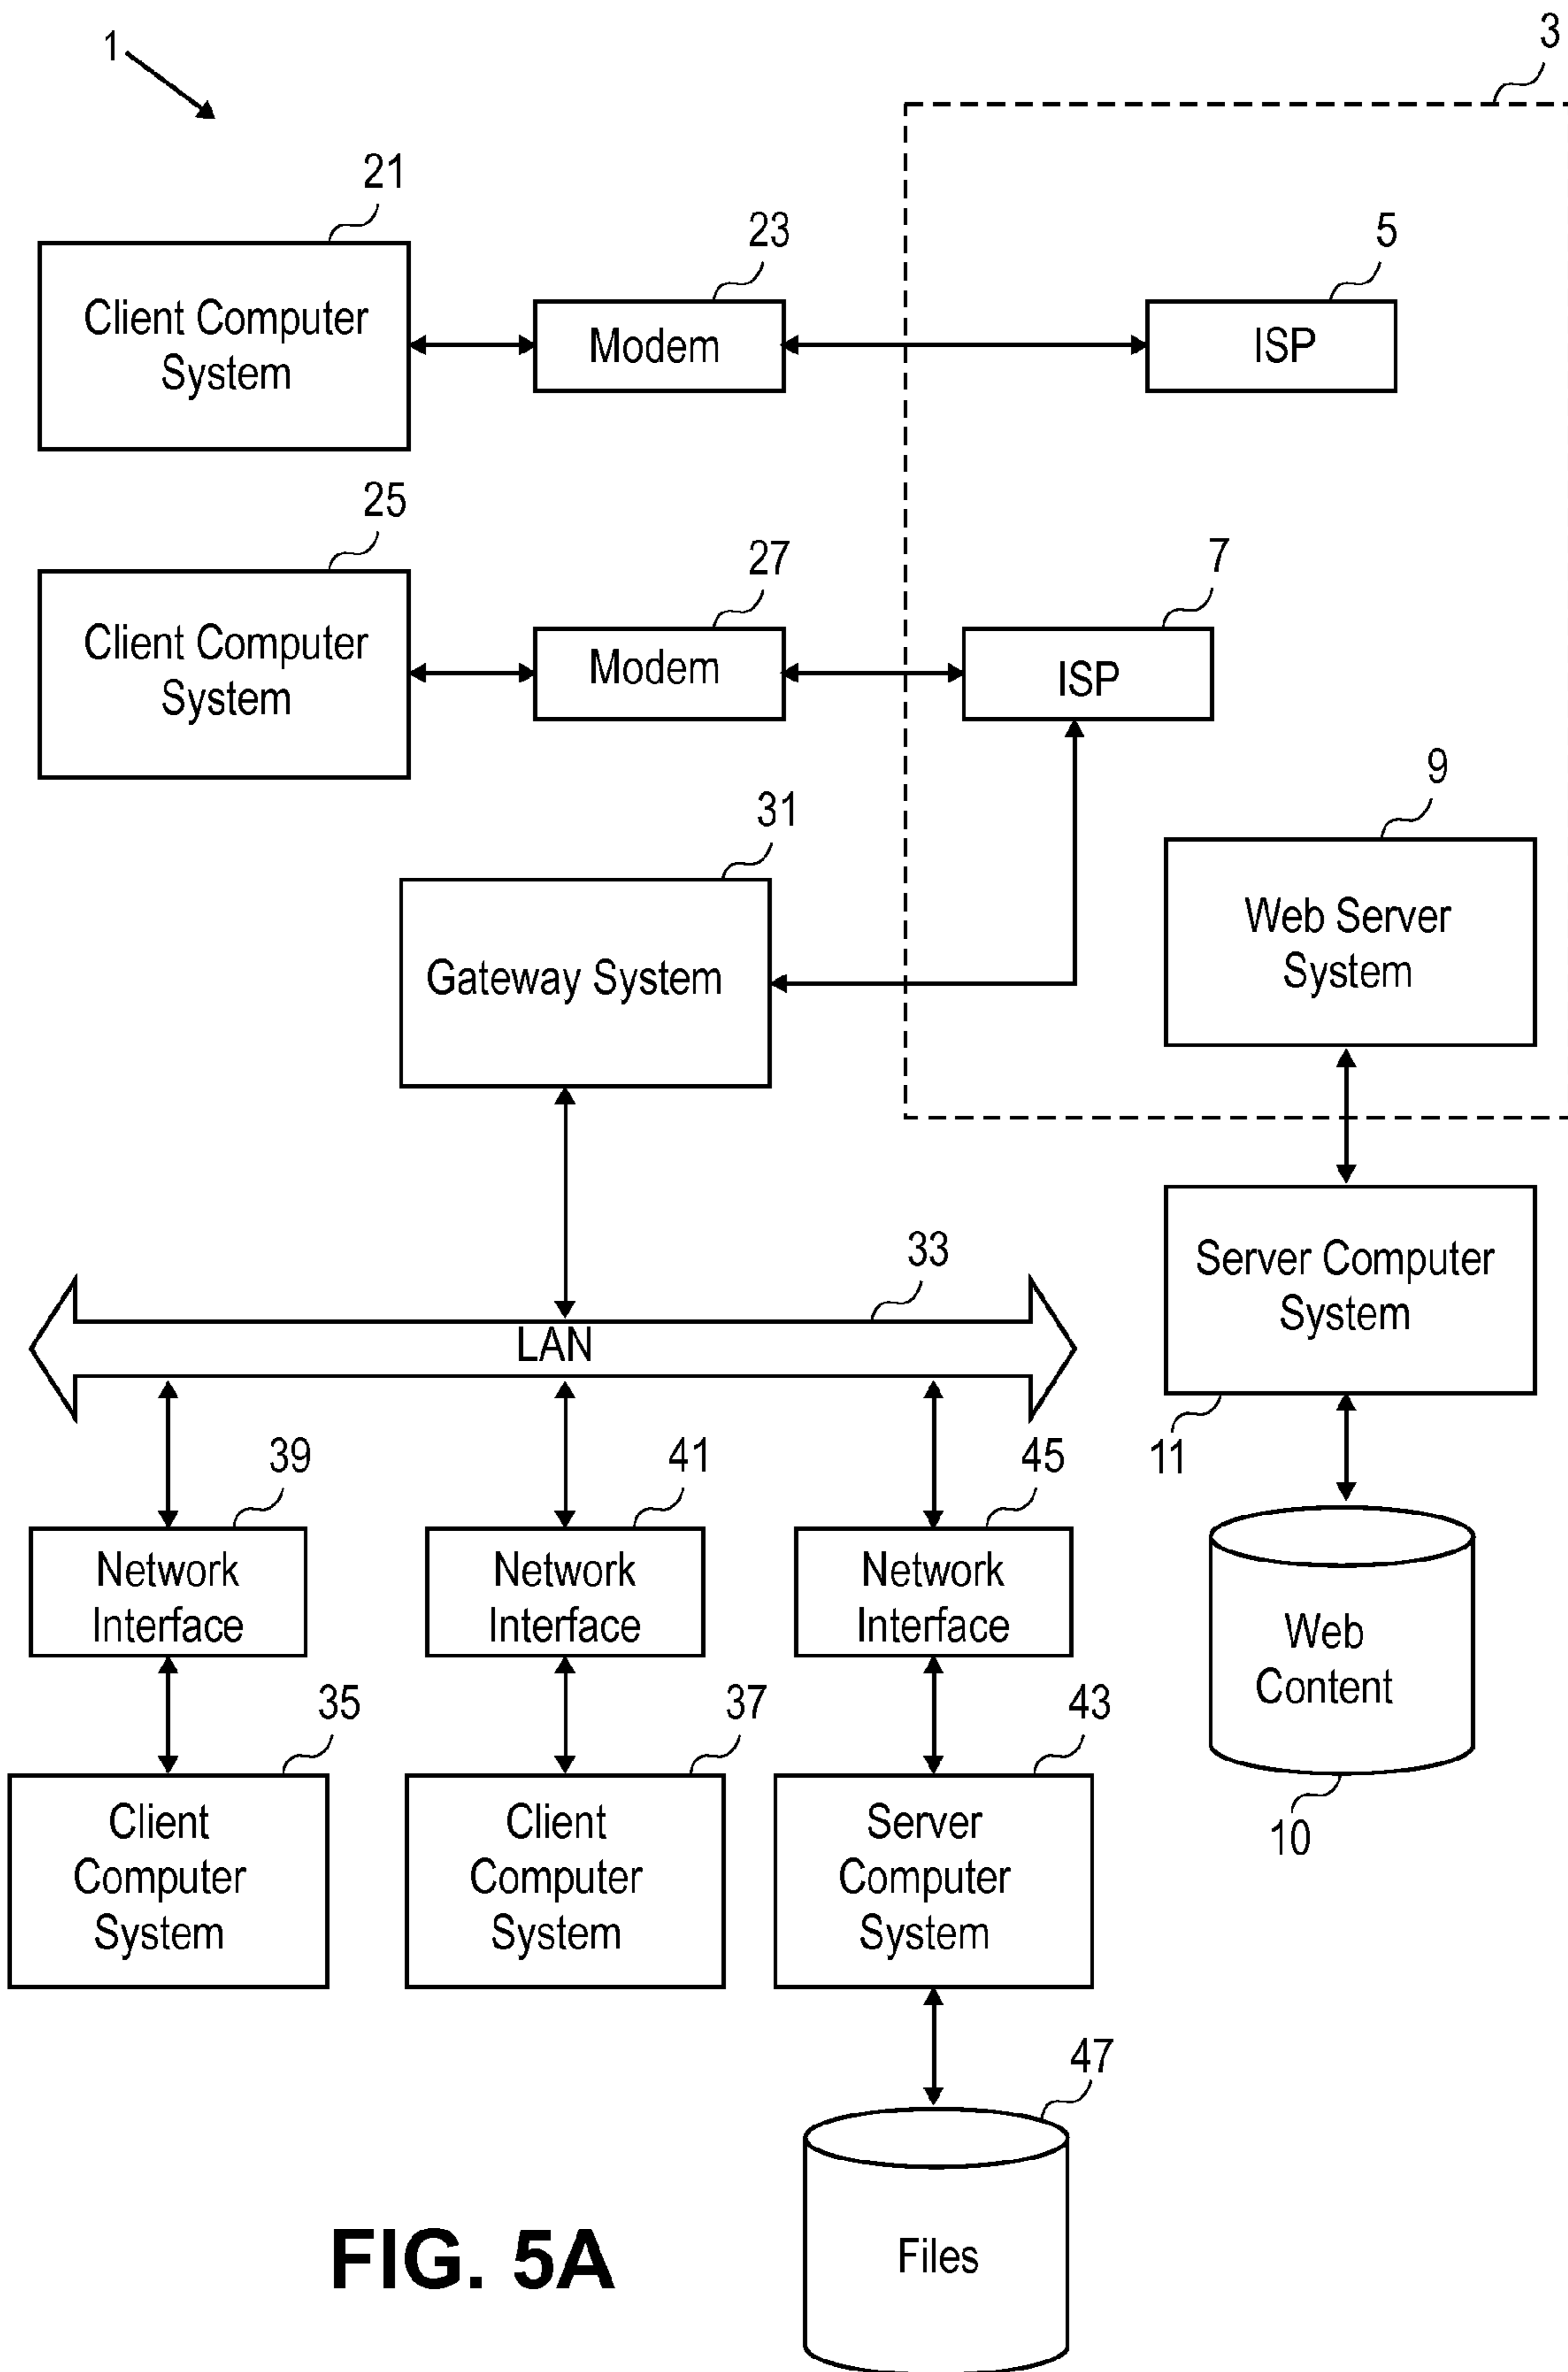 1
3
21
Client Computer
System
23
Modem
5
ISP
25
Client Computer
System
27
Modem
7
ISP
9
Web Server
System
31
Gateway System
Server Computer
System
11
33
LAN
39
Network
Interface
41
Network
Interface
45
Network
Interface
Web
Content
10
35
Client
Computer
System
37
Client
Computer
System
43
Server
Computer
System
47
Files
FIG. 5A